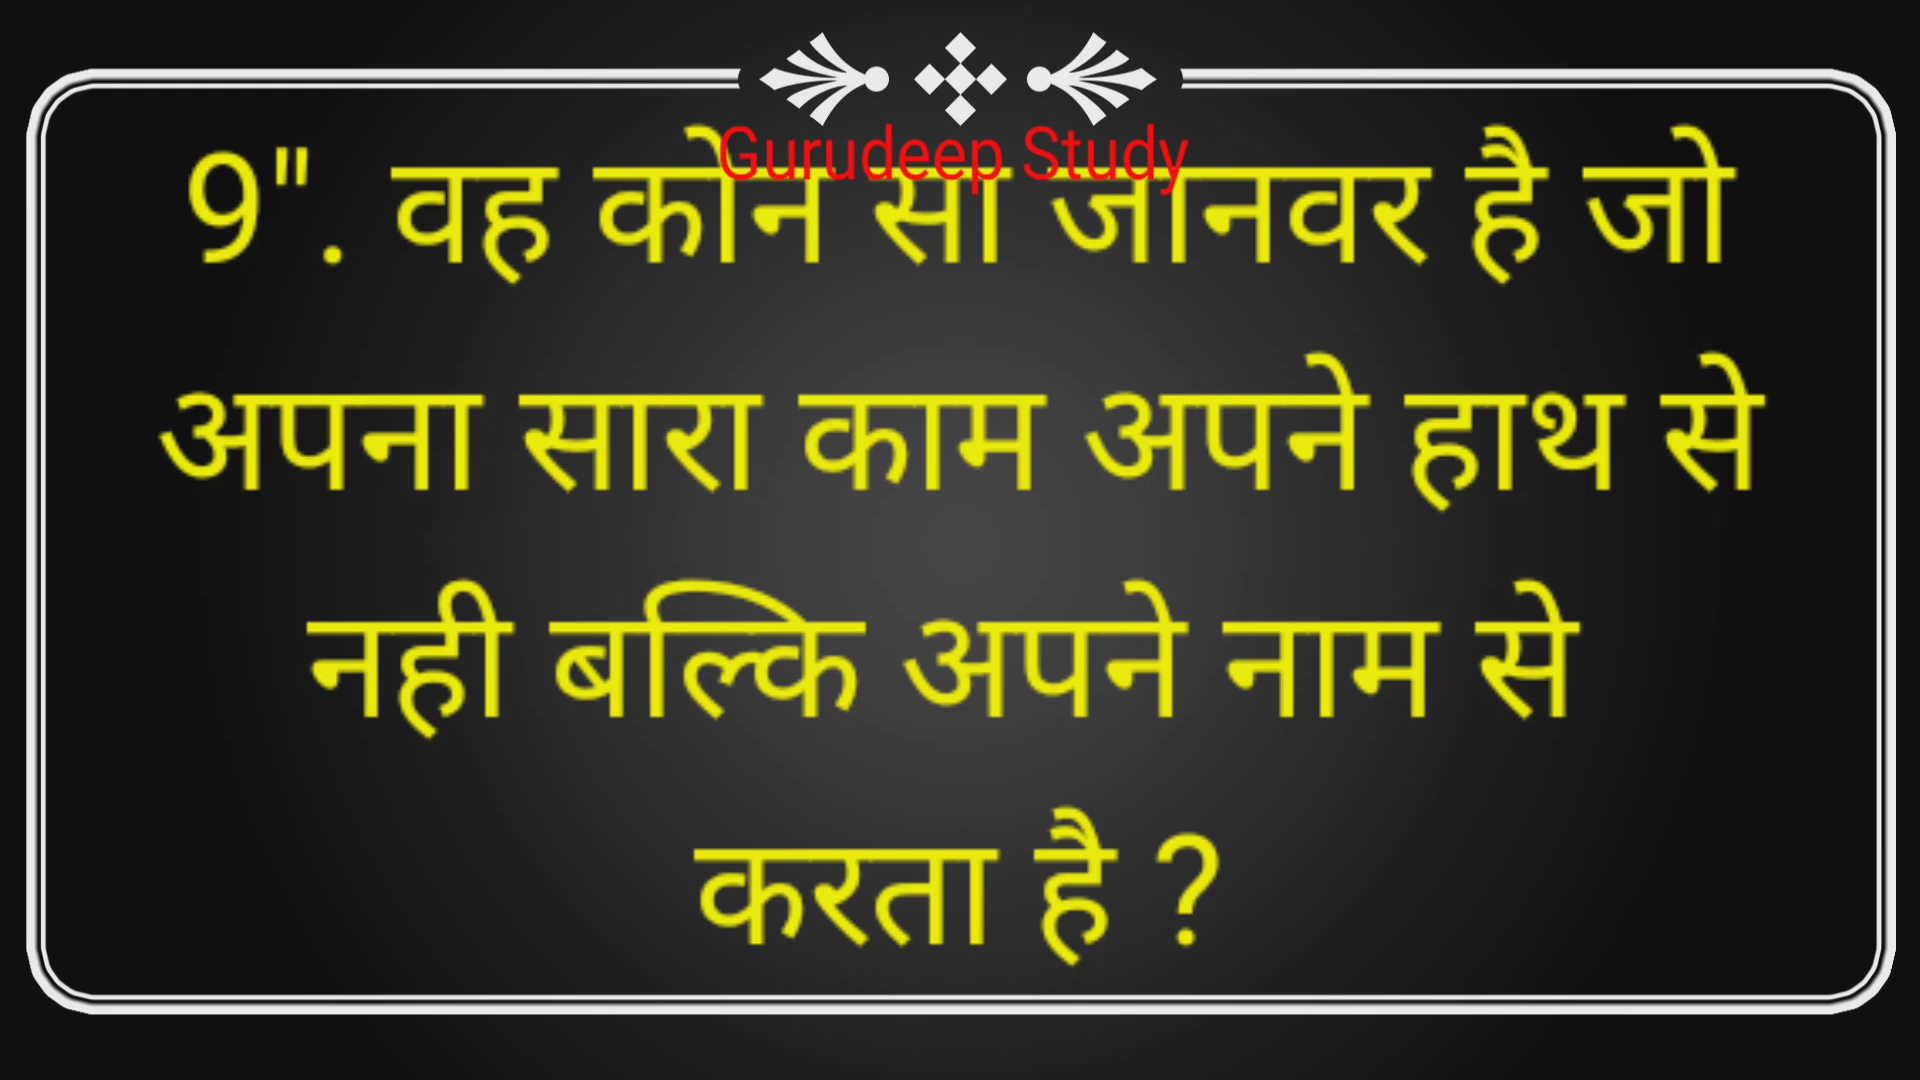 Gurudeep Study
9". वह कोन सा जानवर है जो
अपना सारा काम अपने हाथ से
नही बल्कि अपने नाम से
करता है ?